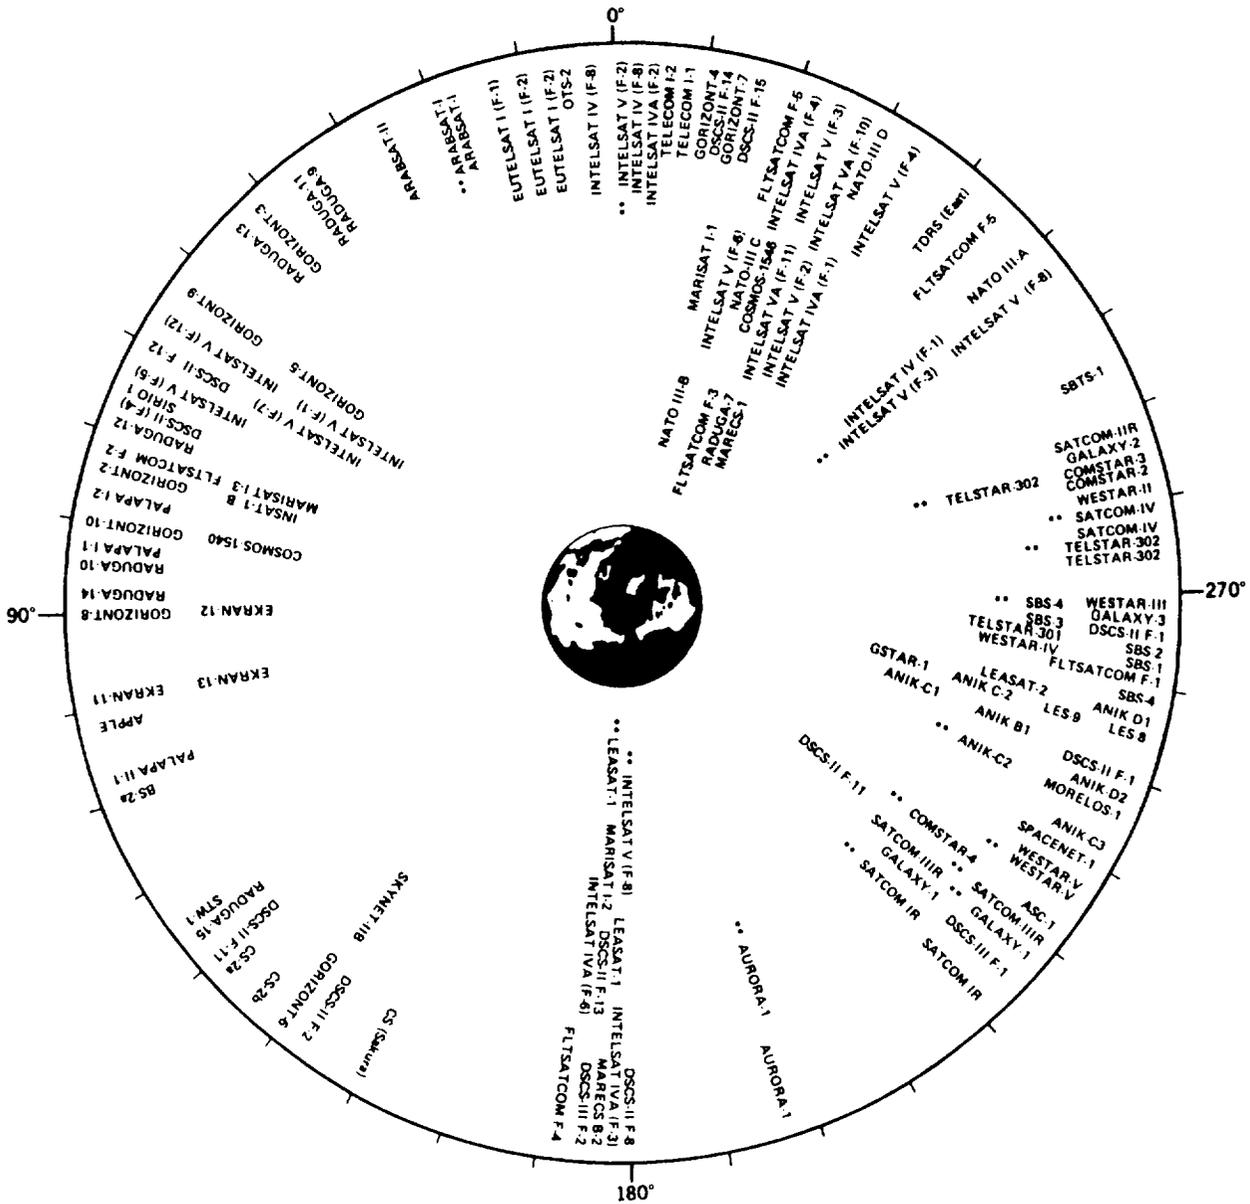 0°
INTELSAT V (F-2)
INTELSAT IV (F-8)
INTELSAT IVA (F-2)
TELECOM I-2
TELECOM I-1
GORIZONT-4
DSCS-II F-14
GORIZONT-7
DSCS-II F-15
FLTSATCOM F-5
INTELSAT IVA (F-4)
INTELSAT V (F-3)
INTELSAT VA (F-10)
NATO-III D
INTELSAT V (F-4)
MARISAT I-1
INTELSAT V (F-6)
NATO-III C
COSMOS-1546
INTELSAT VA (F-11)
INTELSAT V (F-2)
INTELSAT IVA (F-1)
NATO III-B
FLTSATCOM F-3
RADUGA-7
MARECS-1
TDRS (East)
FLTSATCOM F-5
NATO III-A
INTELSAT V (F-8)
INTELSAT IV (F-1)
•• INTELSAT V (F-3)
SBTS-1
SATCOM-IIR
GALAXY-2
COMSTAR-3
COMSTAR-2
•• TELSTAR-302
WESTAR-II
•• SATCOM-IV
SATCOM-IV
•• TELSTAR-302
TELSTAR-302
270°
•• SBS-4 WESTAR-III
SBS-3 GALAXY-3
TELSTAR-301 DSCS-II F-1
WESTAR-IV SBS-2
SBS-1
FLTSATCOM F-1
GSTAR-1
LEASAT-2
SBS-4
ANIK-C1
ANIK C-2
LES-9
ANIK D1
LES 8
ANIK B1
•• ANIK-C2
DSCS-II F-1
ANIK-D2
MORELOS-1
DSCS-II F-11
•• COMSTAR-4
ANIK-C3
SPACENET-1
•• WESTAR-V
WESTAR-V
SATCOM-IIIR
GALAXY-1
•• SATCOM IR
•• SATCOM-IIIR
•• GALAXY-1
ASC-1
DSCS-III F-1
SATCOM IR
•• AURORA-1
AURORA-1
•• INTELSAT V (F-8)
DSCS-II F-8
•• LEASAT-1
LEASAT-1
INTELSAT IVA (F-3)
MARISAT I-2
DSCS-II F-13
MARECS B-2
INTELSAT IVA (F-6)
DSCS-III F-2
FLTSATCOM F-4
180°
CS (Sakura)
SKYNET-IIB
DSCS-II F-2
GORIZONT-6
CS-2b
CS-2a
DSCS-II F-11
RADUGA-15
STW-1
BS-2a
PALAPA II-1
APPLE
EKRAN-11
EKRAN-13
90°
GORIZONT-8
RADUGA-14
EKRAN-12
RADUGA-10
PALAPA I-1
GORIZONT-10
COSMOS 1540
PALAPA I-2
GORIZONT-2
INSAT-1 B
FLTSATCOM F-2
MARISAT I-3
RADUGA-12
DSCS-II (F-4)
SIRIO 1
INTELSAT V (F-5)
INTELSAT V (F-7)
DSCS-II F-12
INTELSAT V (F-1)
INTELSAT V (F-12)
GORIZONT-5
GORIZONT-9
RADUGA-13
GORIZONT-3
RADUGA-11
RADUGA-9
ARABSAT-II
•• ARABSAT-I
ARABSAT-I
EUTELSAT I (F-1)
EUTELSAT I (F-2)
EUTELSAT I (F-2)
OTS-2
INTELSAT IV (F-8)